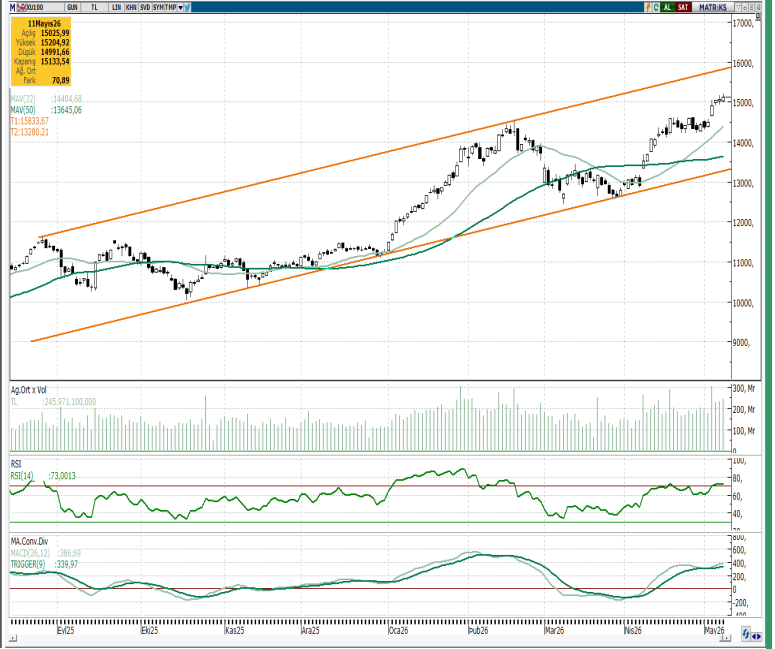 XU100 GÜN TL LIN KHN SVD SYM TMP AL SAT MATRİKS
11Mayıs26
Açılış 15025,99
Yüksek 15204,92
Düşük 14991,66
Kapanış 15133,54
Ağ. Ort
Fark 70,89
MAV(22) :14404,68
MAV(50) :13645,06
T1:15833,67
T2:13280,21
17000,
16000,
15000,
14000,
13000,
12000,
11000,
10000,
9000,
Ag.Ort x Vol
TL :245.971.100.000
300, Mr
200, Mr
100, Mr
0
RSI
RSI(14) :73,0013
100,
80,
60,
40,
20
MA.Conv.Div
MACD(26,12) :386,69
TRIGGER(9) :339,97
800,
600,
400,
200,
0
-200,
-400
Eyl25 Eki25 Kas25 Ara25 Oca26 Þub26 Mar26 Nis26 May26